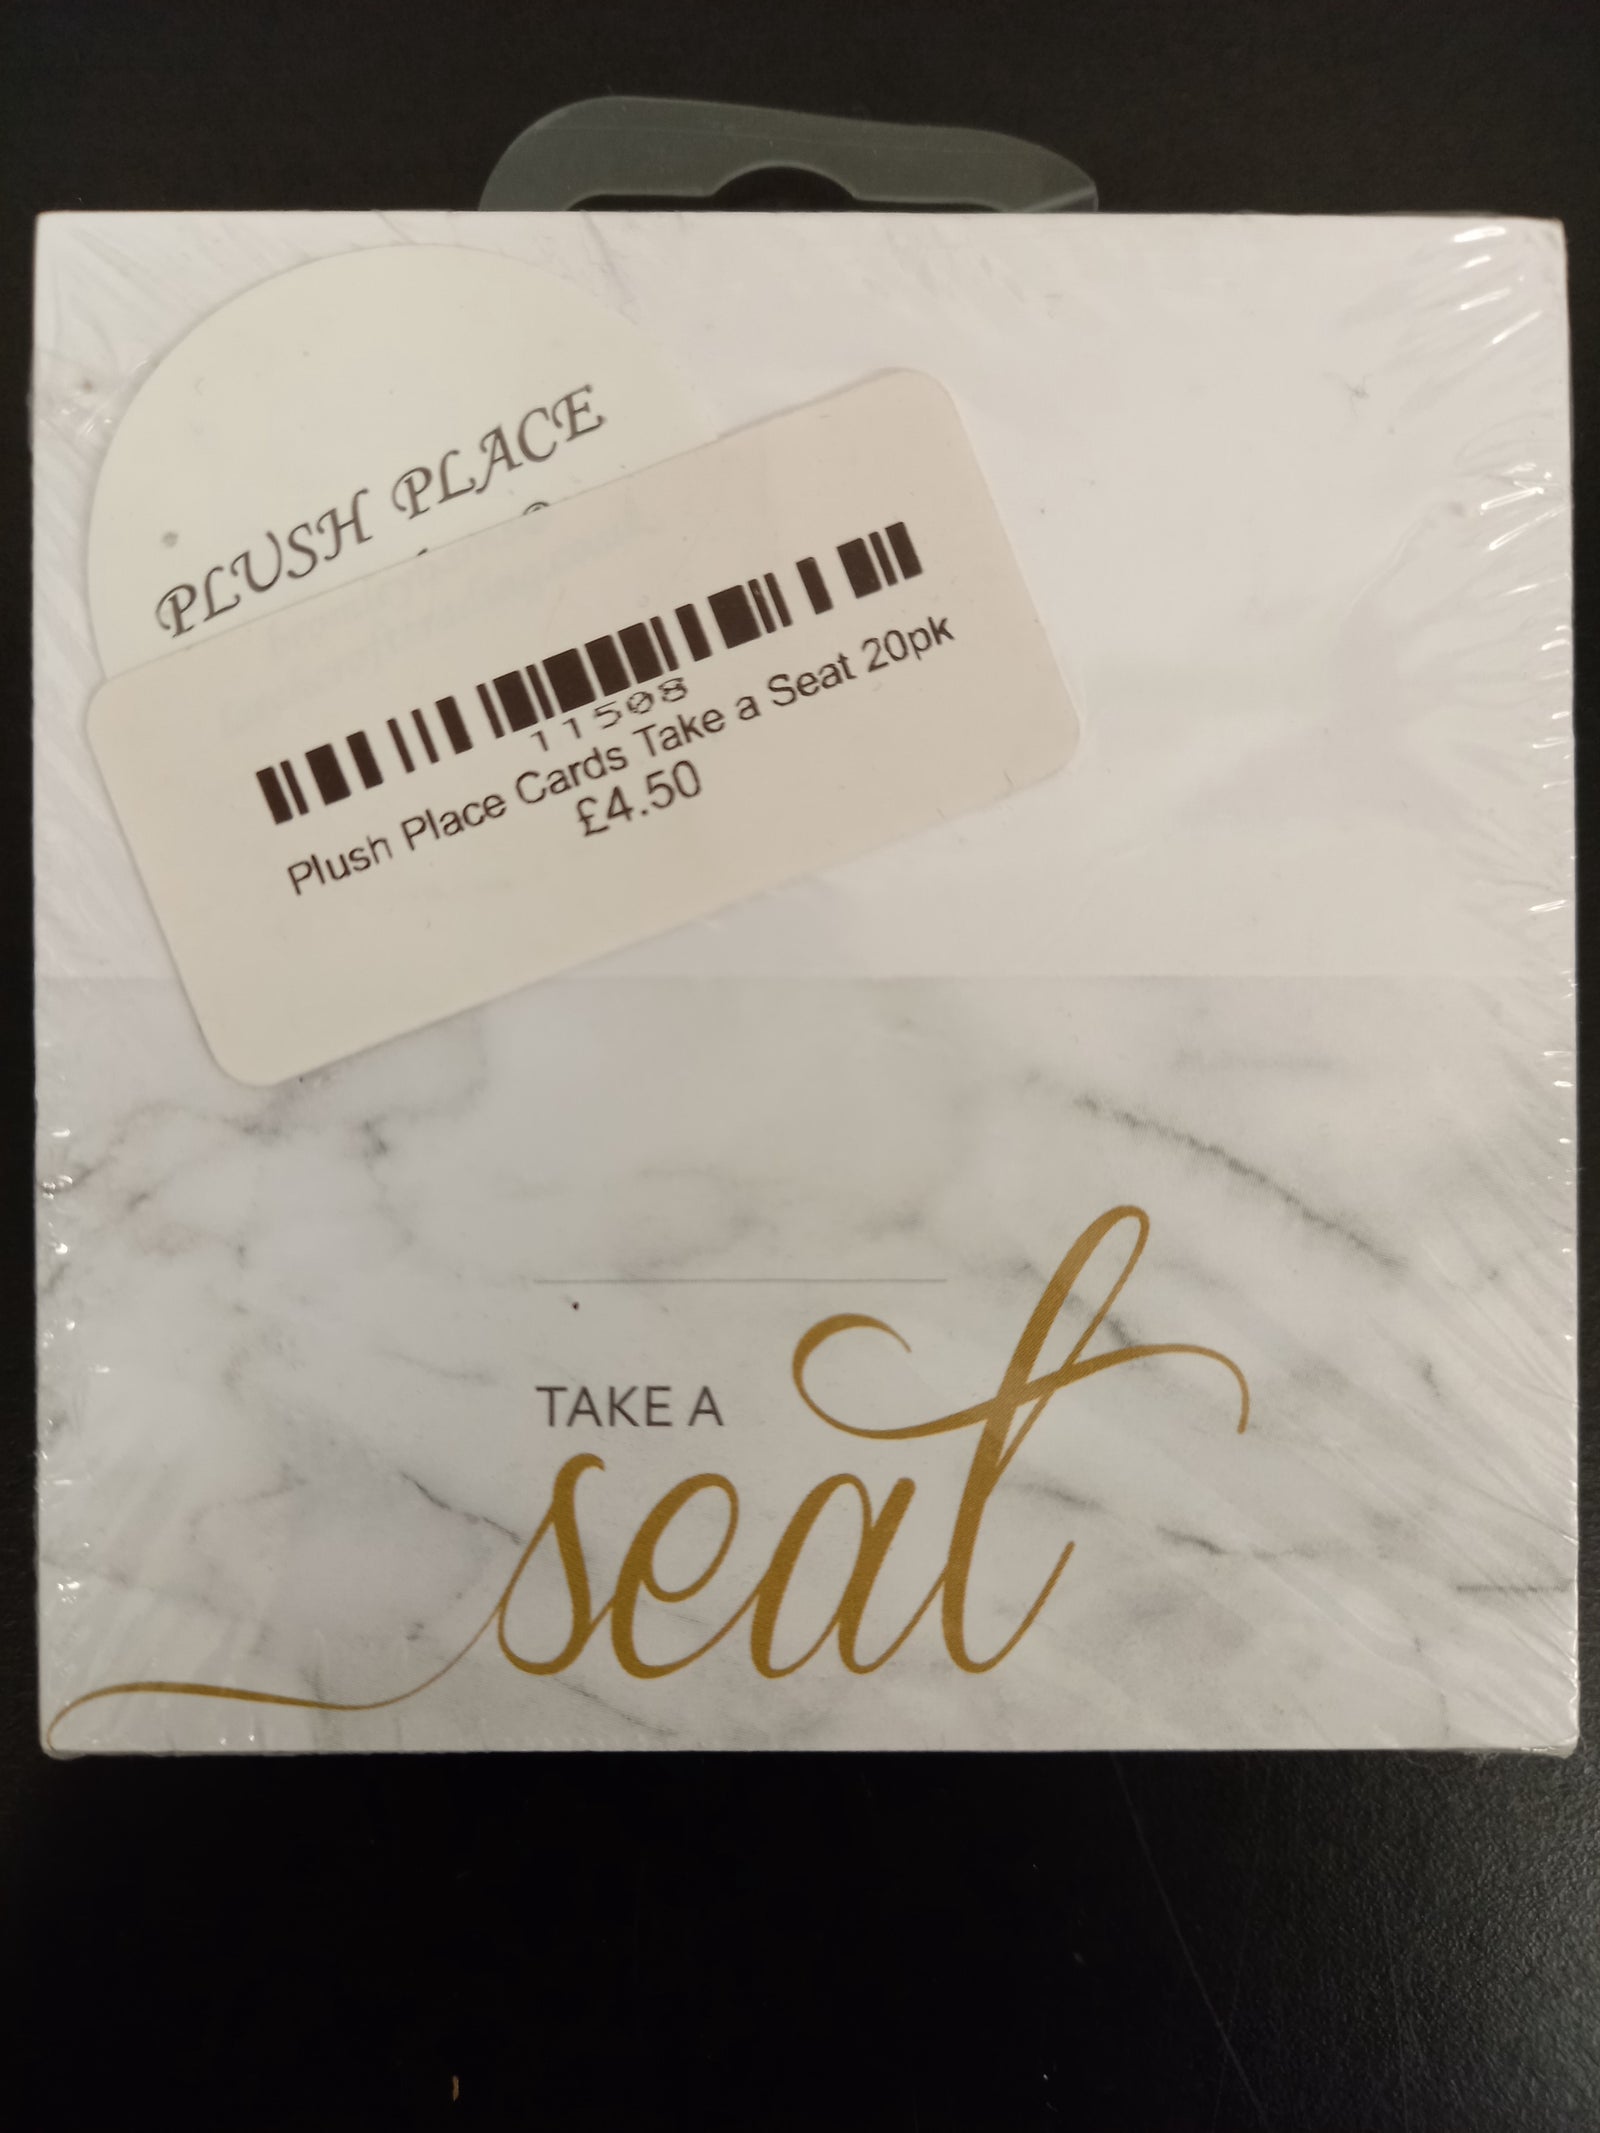 PLUSH PLACE
11508
Plush Place Cards Take a Seat 20pk
£4.50
TAKE A
seat